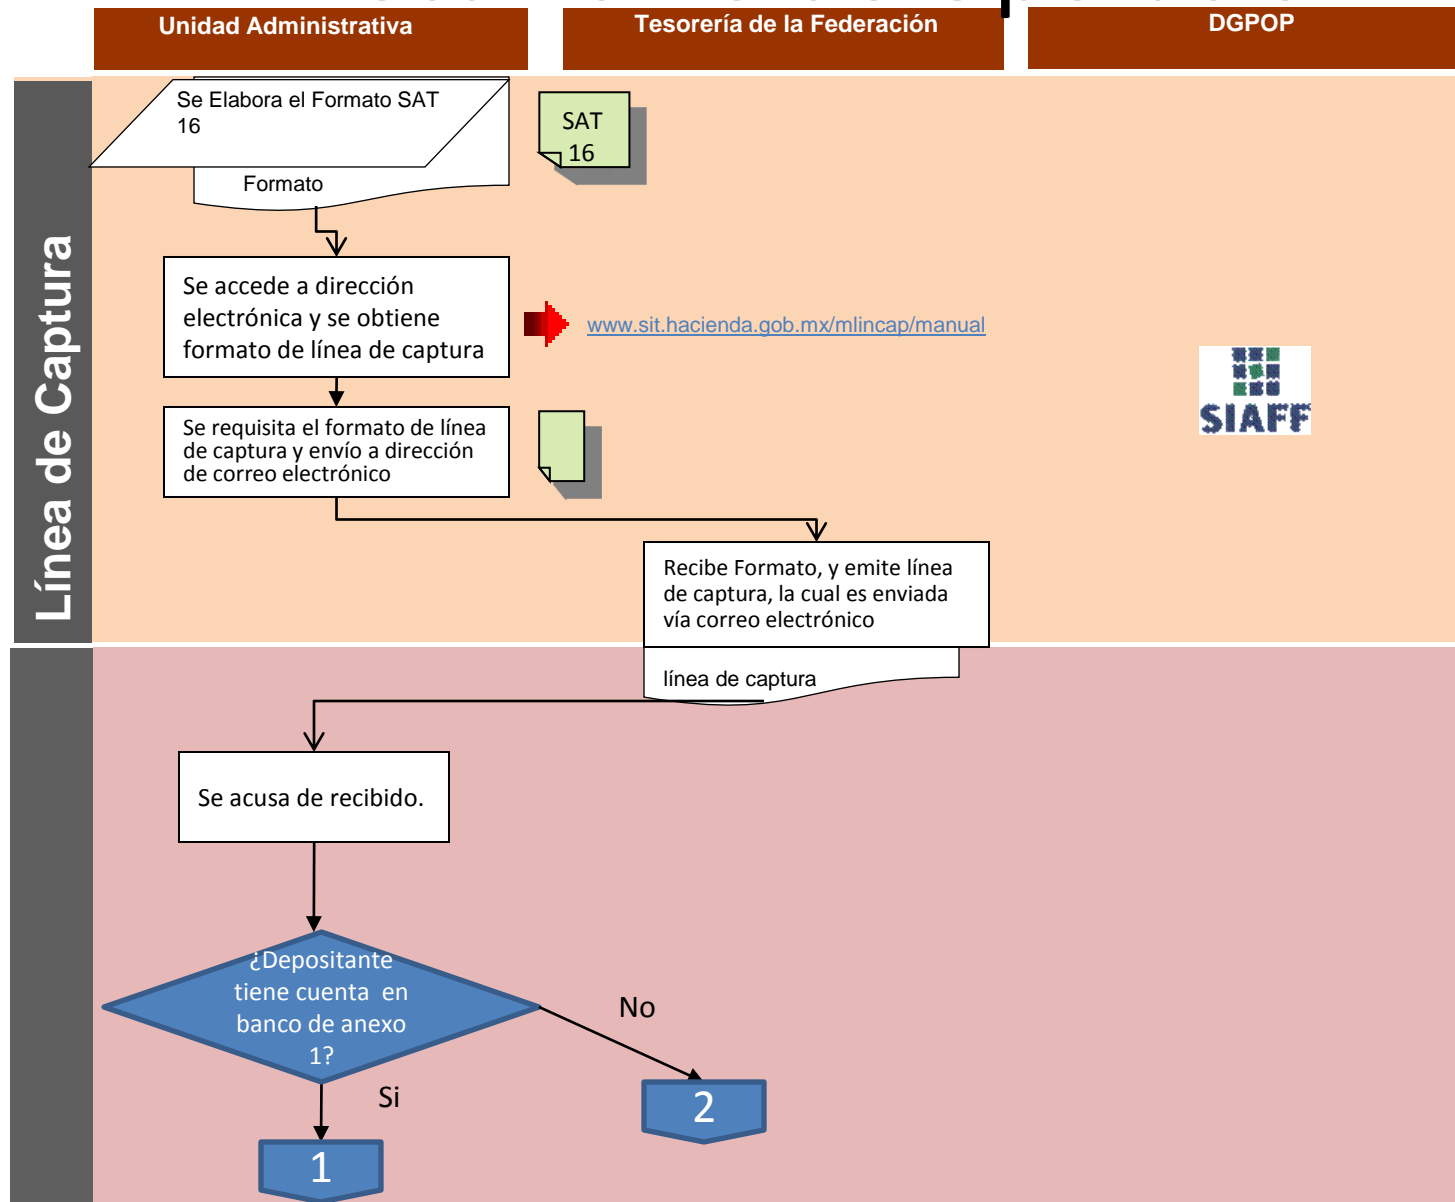 Unidad Administrativa
Tesorería de la Federación
DGPOP
Línea de Captura
Se Elabora el Formato SAT
16
Formato
SAT
16
Se accede a dirección
electrónica y se obtiene
formato de línea de captura
www.sit.hacienda.gob.mx/mlincap/manual
SIAFF
Se requisita el formato de línea
de captura y envío a dirección
de correo electrónico
Recibe Formato, y emite línea
de captura, la cual es enviada
vía correo electrónico
línea de captura
Se acusa de recibido.
¿Depositante
tiene cuenta en
banco de anexo
1?
No
Si
2
1